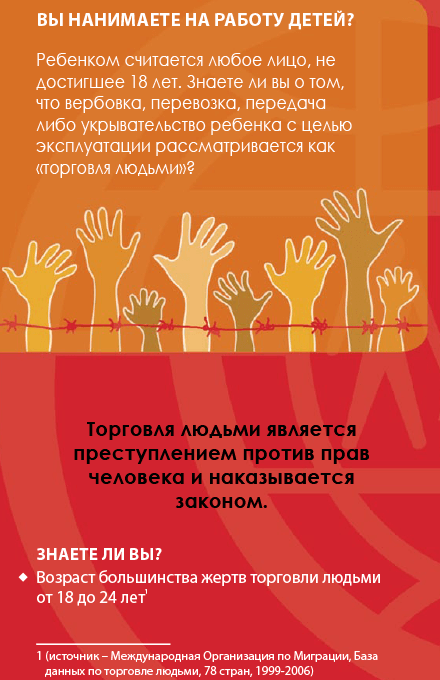 ВЫ НАНИМАЕТЕ НА РАБОТУ ДЕТЕЙ?
Ребенком считается любое лицо, не
достигшее 18 лет. Знаете ли вы о том,
что вербовка, перевозка, передача
либо укрывательство ребенка с целью
эксплуатации рассматривается как
«торговля людьми»?
Торговля людьми является
преступлением против прав
человека и наказывается
законом.
ЗНАЕТЕ ЛИ ВЫ?
◆ Возраст большинства жертв торговли людьми
от 18 до 24 лет¹
1 (источник – Международная Организация по Миграции, База
данных по торговле людьми, 78 стран, 1999-2006)